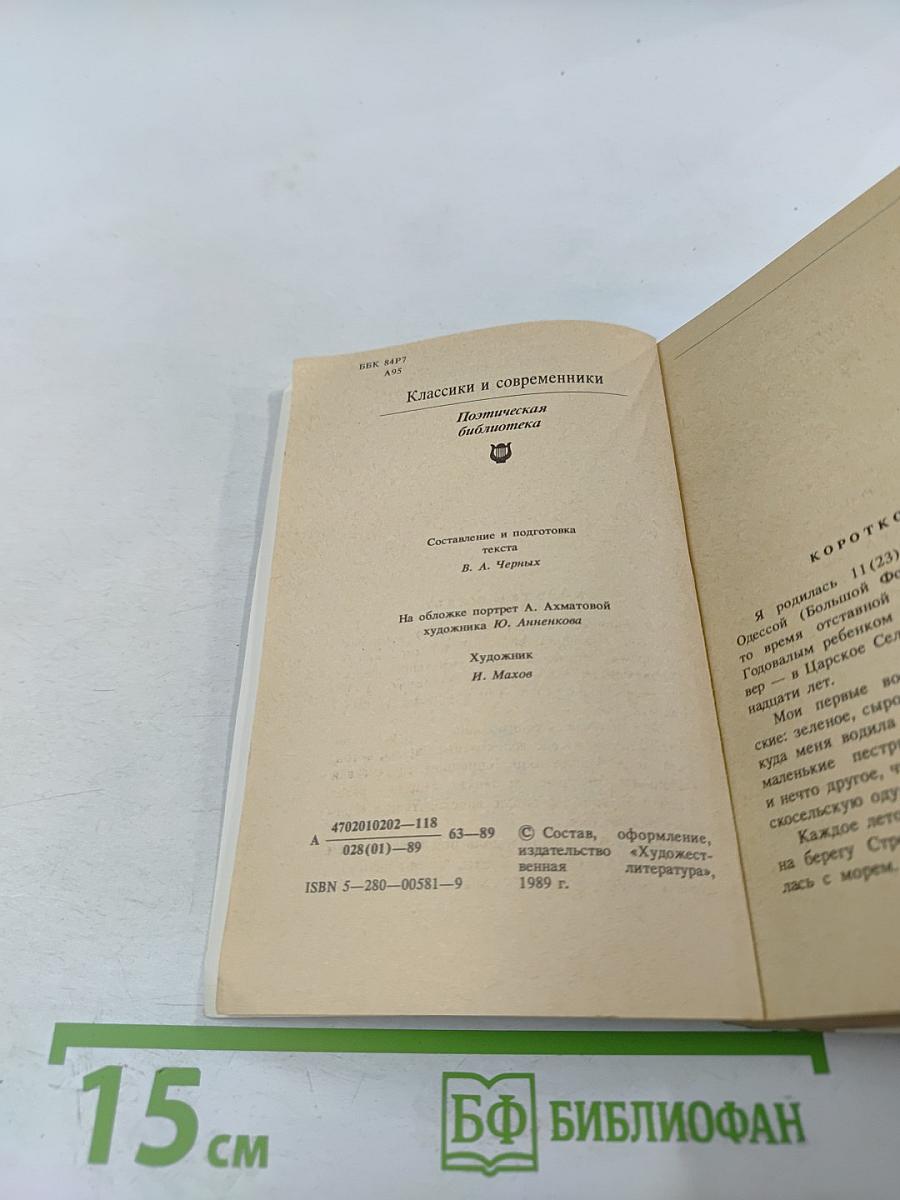 ББК 84Р7
А95
Классики и современники
Поэтическая
библиотека
Составление и подготовка
текста
В. А. Черных
На обложке портрет А. Ахматовой
художника Ю. Анненкова
Художник
И. Махов
А 4702010202—118 63—89
028(01)—89
ISBN 5—280—00581—9
© Состав, оформление,
издательство «Художест-
венная литература»,
1989 г.
КОРОТКО
Я родилась 11(23)
Одессой (Большой Фо
то время отставной
Годовалым ребенком
вер — в Царское Сел
надцати лет.
Мои первые во
ские: зеленое, сыро
куда меня водила
маленькие пестр
и нечто другое, ч
скосельскую оду
Каждое лето
на берегу Стре
лась с морем.
15 см
БФ БИБЛИОФАН